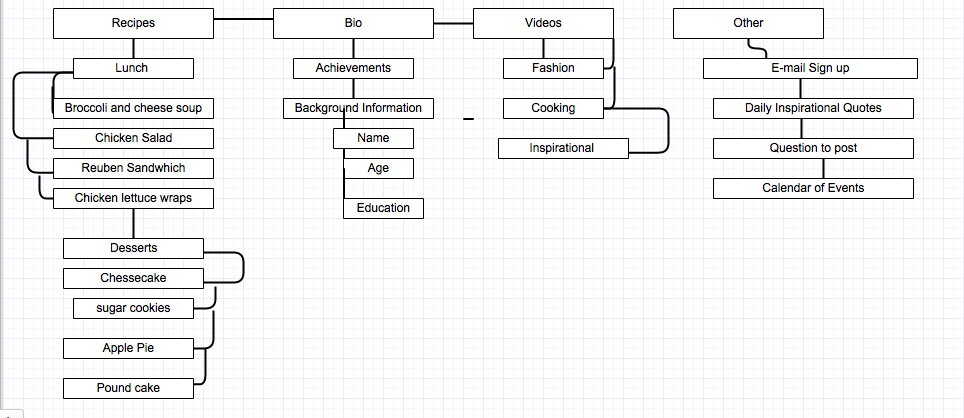 Recipes
Bio
Videos
Other
Lunch
Achievements
Fashion
E-mail Sign up
Broccoli and cheese soup
Background Information
Cooking
Daily Inspirational Quotes
Chicken Salad
Name
Inspirational
Question to post
Reuben Sandwhich
Age
Calendar of Events
Chicken lettuce wraps
Education
Desserts
Chessecake
sugar cookies
Apple Pie
Pound cake